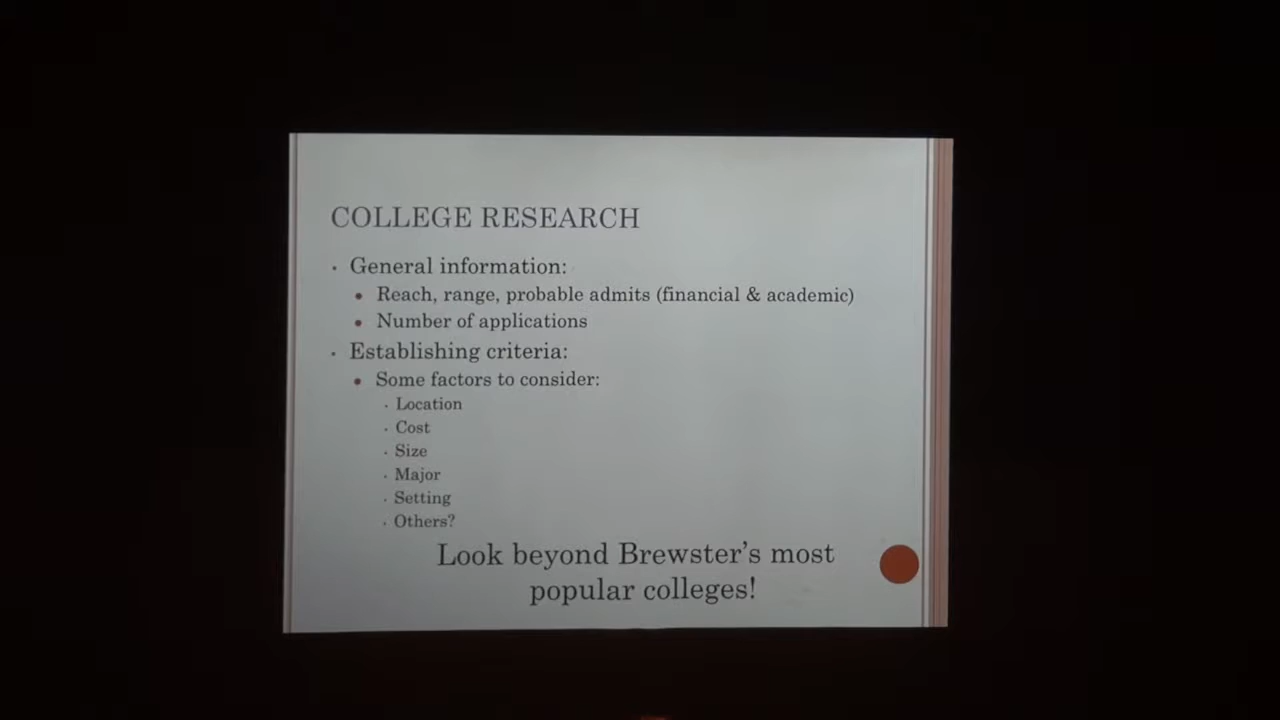 COLLEGE RESEARCH
General information:
Reach, range, probable admits (financial & academic)
Number of applications
Establishing criteria:
Some factors to consider:
Location
Cost
Size
Major
Setting
Others?
Look beyond Brewster's most
popular colleges!